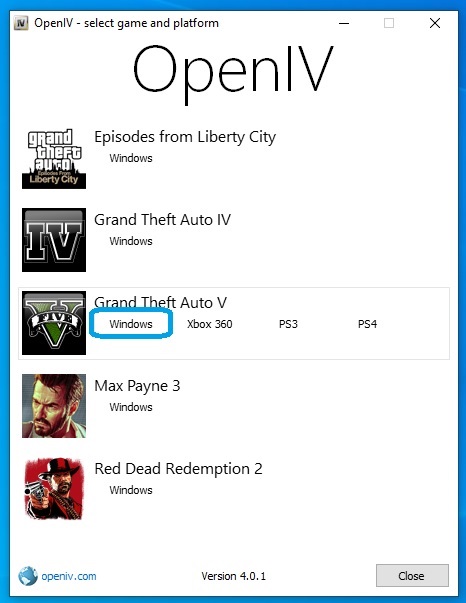 IV OpenIV - select game and platform
OpenIV
grand
theft
auto
Episodes From
Liberty City
Episodes from Liberty City
Windows
IV
Grand Theft Auto IV
Windows
V
FIVE
Grand Theft Auto V
Windows Xbox 360 PS3 PS4
Max Payne 3
Windows
Red Dead Redemption 2
Windows
openiv.com Version 4.0.1 Close